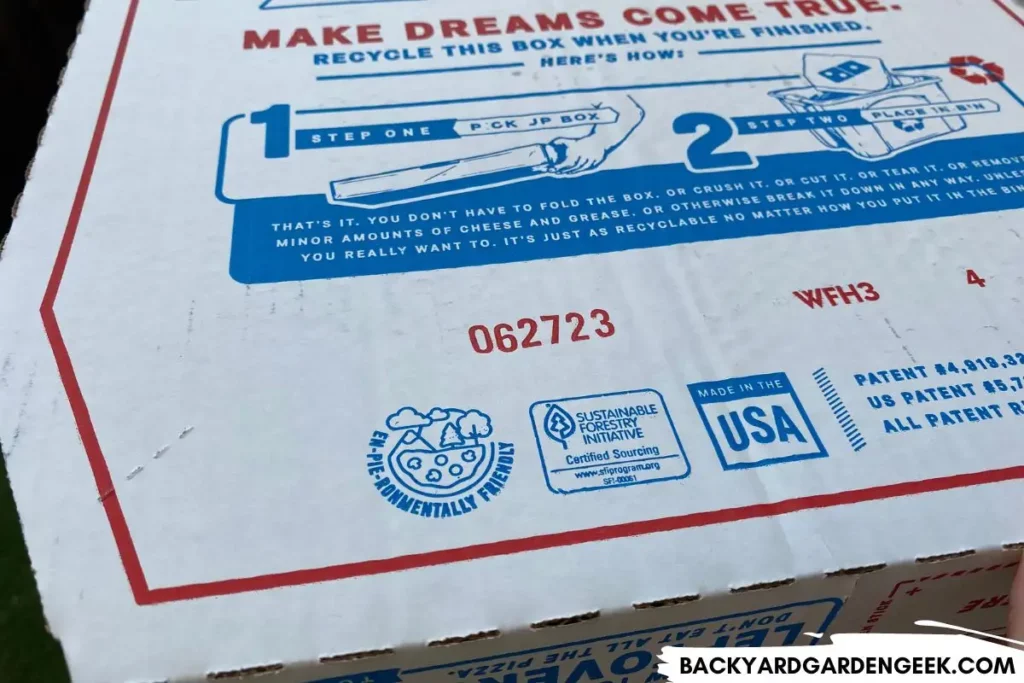 MAKE DREAMS COME TRUE.
RECYCLE THIS BOX WHEN YOU'RE FINISHED.
HERE'S HOW:
1 STEP ONE PICK UP BOX
2 STEP TWO PLACE IN BIN
THAT'S IT. YOU DON'T HAVE TO FOLD THE BOX, OR CRUSH IT, OR CUT IT, OR TEAR IT, OR REMOVE
MINOR AMOUNTS OF CHEESE AND GREASE, OR OTHERWISE BREAK IT DOWN IN ANY WAY. UNLE
YOU REALLY WANT TO. IT'S JUST AS RECYCLABLE NO MATTER HOW YOU PUT IT IN THE BIN
062723
WFH3
4
EN-PIE-RONMENTALLY FRIENDLY
SUSTAINABLE
FORESTRY
INITIATIVE
Certified Sourcing
www.sfiprogram.org
SFI-00061
MADE IN THE
USA
PATENT #4,919,32
US PATENT #5,7
ALL PATENT R
DON'T EAT ALL THE PIZZA.
BACKYARDGARDENGEEK.COM